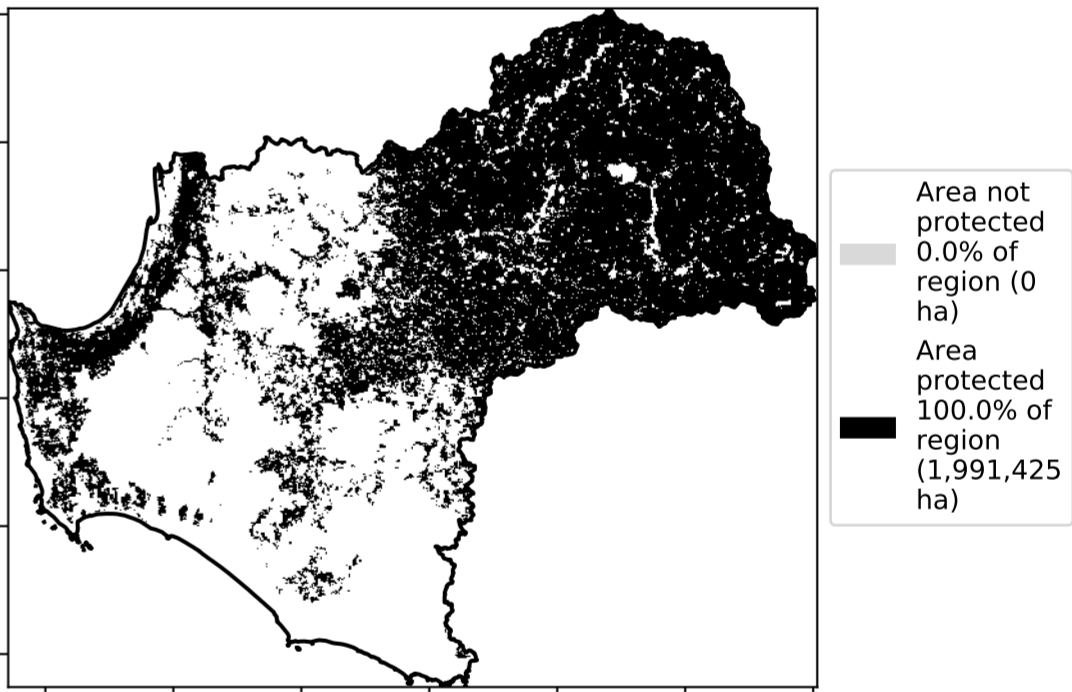 Area not
protected
0.0% of
region (0
ha)
Area
protected
100.0% of
region
(1,991,425
ha)